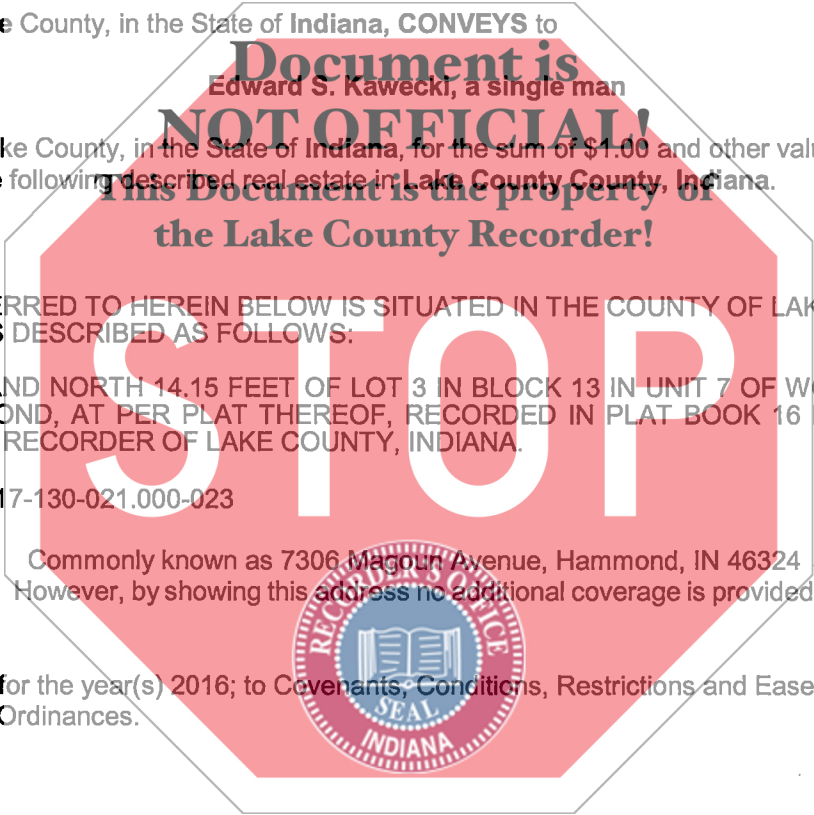 e County, in the State of Indiana, CONVEYS to
Document is
Edward S. Kawecki, a single man
NOT OFFICIAL!
ke County, in the State of Indiana, for the sum of $1.00 and other valu
following described real estate in Lake County County, Indiana.
This Document is the property of
the Lake County Recorder!
ERRED TO HEREIN BELOW IS SITUATED IN THE COUNTY OF LAK
S DESCRIBED AS FOLLOWS:
STOP
AND NORTH 14.15 FEET OF LOT 3 IN BLOCK 13 IN UNIT 7 OF WO
OND, AT PER PLAT THEREOF, RECORDED IN PLAT BOOK 16
RECORDER OF LAKE COUNTY, INDIANA.
17-130-021.000-023
Commonly known as 7306 Magoun Avenue, Hammond, IN 46324
However, by showing this address no additional coverage is provided
RECORDER'S OFFICE
SEAL
INDIANA
for the year(s) 2016; to Covenants, Conditions, Restrictions and Ease
Ordinances.